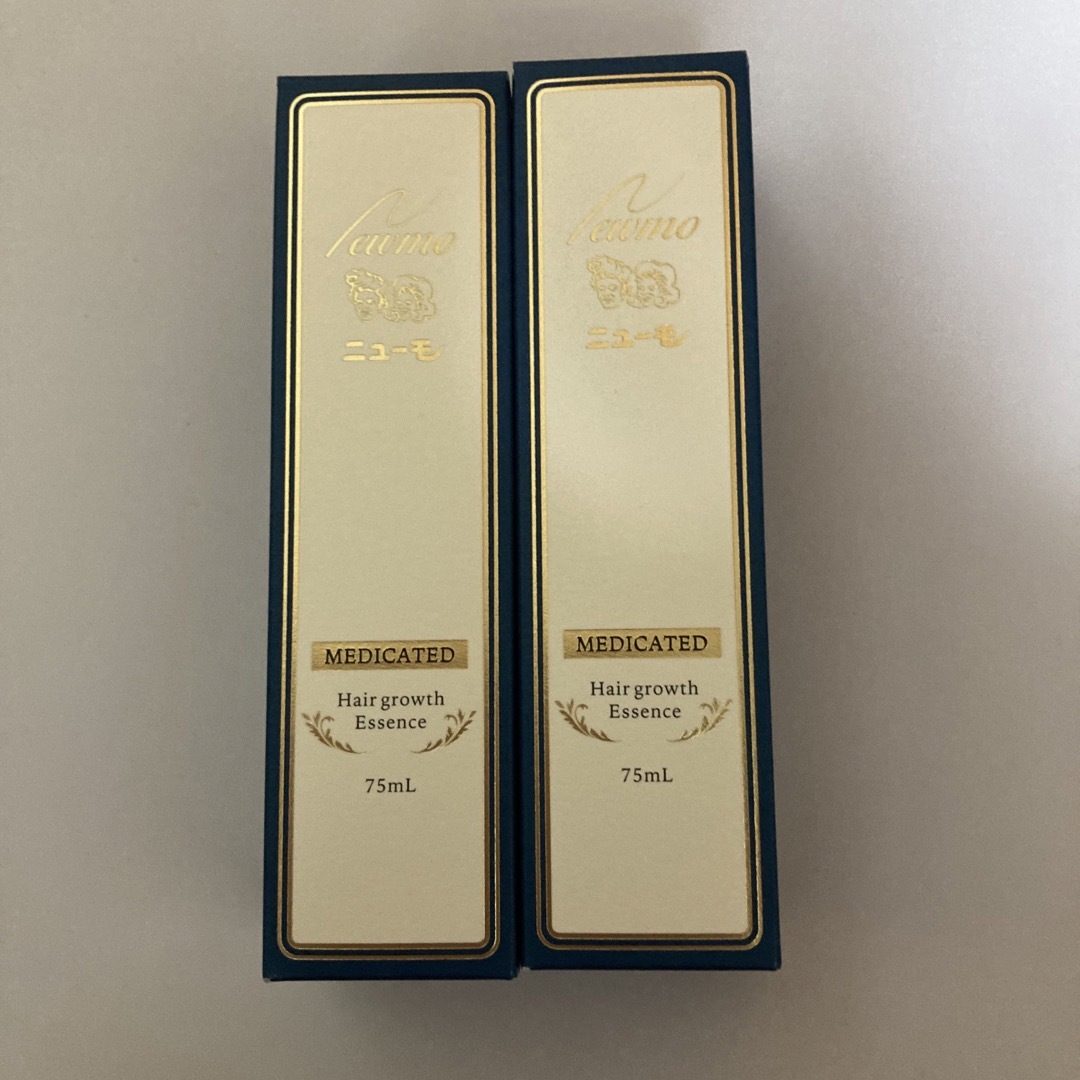 Newmo
ニューモ
MEDICATED
Hair growth
Essence
75mL
Newmo
ニューモ
MEDICATED
Hair growth
Essence
75mL